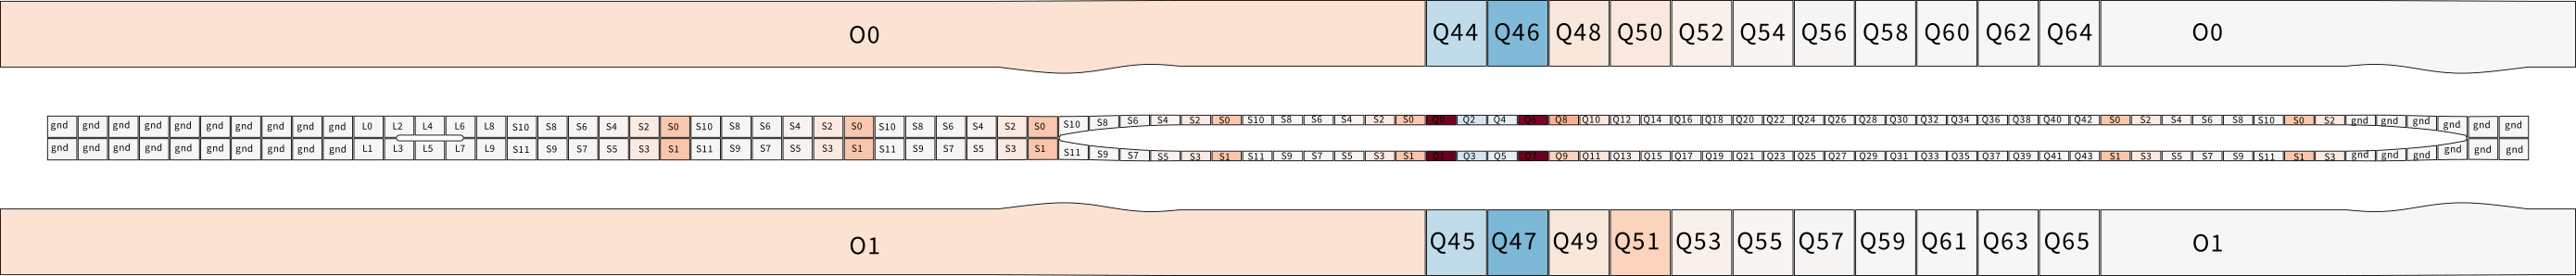 O0 Q44 Q46 Q48 Q50 Q52 Q54 Q56 Q58 Q60 Q62 Q64 O0
gnd gnd gnd gnd gnd gnd gnd gnd gnd gnd L0 L2 L4 L6 L8 S10 S8 S6 S4 S2 S0 S10 S8 S6 S4 S2 S0 S10 S8 S6 S4 S2 S0 S10 S8 S6 S4 S2 S0 S10 S8 S6 S4 S2 S0 Q0 Q2 Q4 Q6 Q8 Q10 Q12 Q14 Q16 Q18 Q20 Q22 Q24 Q26 Q28 Q30 Q32 Q34 Q36 Q38 Q40 Q42 S0 S2 S4 S6 S8 S10 S0 S2 gnd gnd gnd gnd gnd gnd
gnd gnd gnd gnd gnd gnd gnd gnd gnd gnd L1 L3 L5 L7 L9 S11 S9 S7 S5 S3 S1 S11 S9 S7 S5 S3 S1 S11 S9 S7 S5 S3 S1 S11 S9 S7 S5 S3 S1 S11 S9 S7 S5 S3 S1 Q1 Q3 Q5 Q7 Q9 Q11 Q13 Q15 Q17 Q19 Q21 Q23 Q25 Q27 Q29 Q31 Q33 Q35 Q37 Q39 Q41 Q43 S1 S3 S5 S7 S9 S11 S1 S3 gnd gnd gnd gnd gnd gnd
O1 Q45 Q47 Q49 Q51 Q53 Q55 Q57 Q59 Q61 Q63 Q65 O1